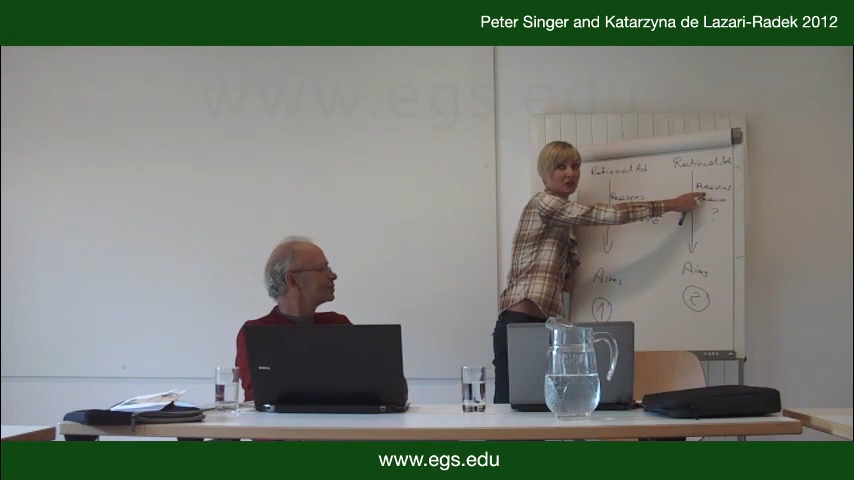 Peter Singer and Katarzyna de Lazari-Radek 2012
www.egs.edu
Rational Act
Rational Act
Reasons
?
Aims
Aims
1
2
DELL
www.egs.edu